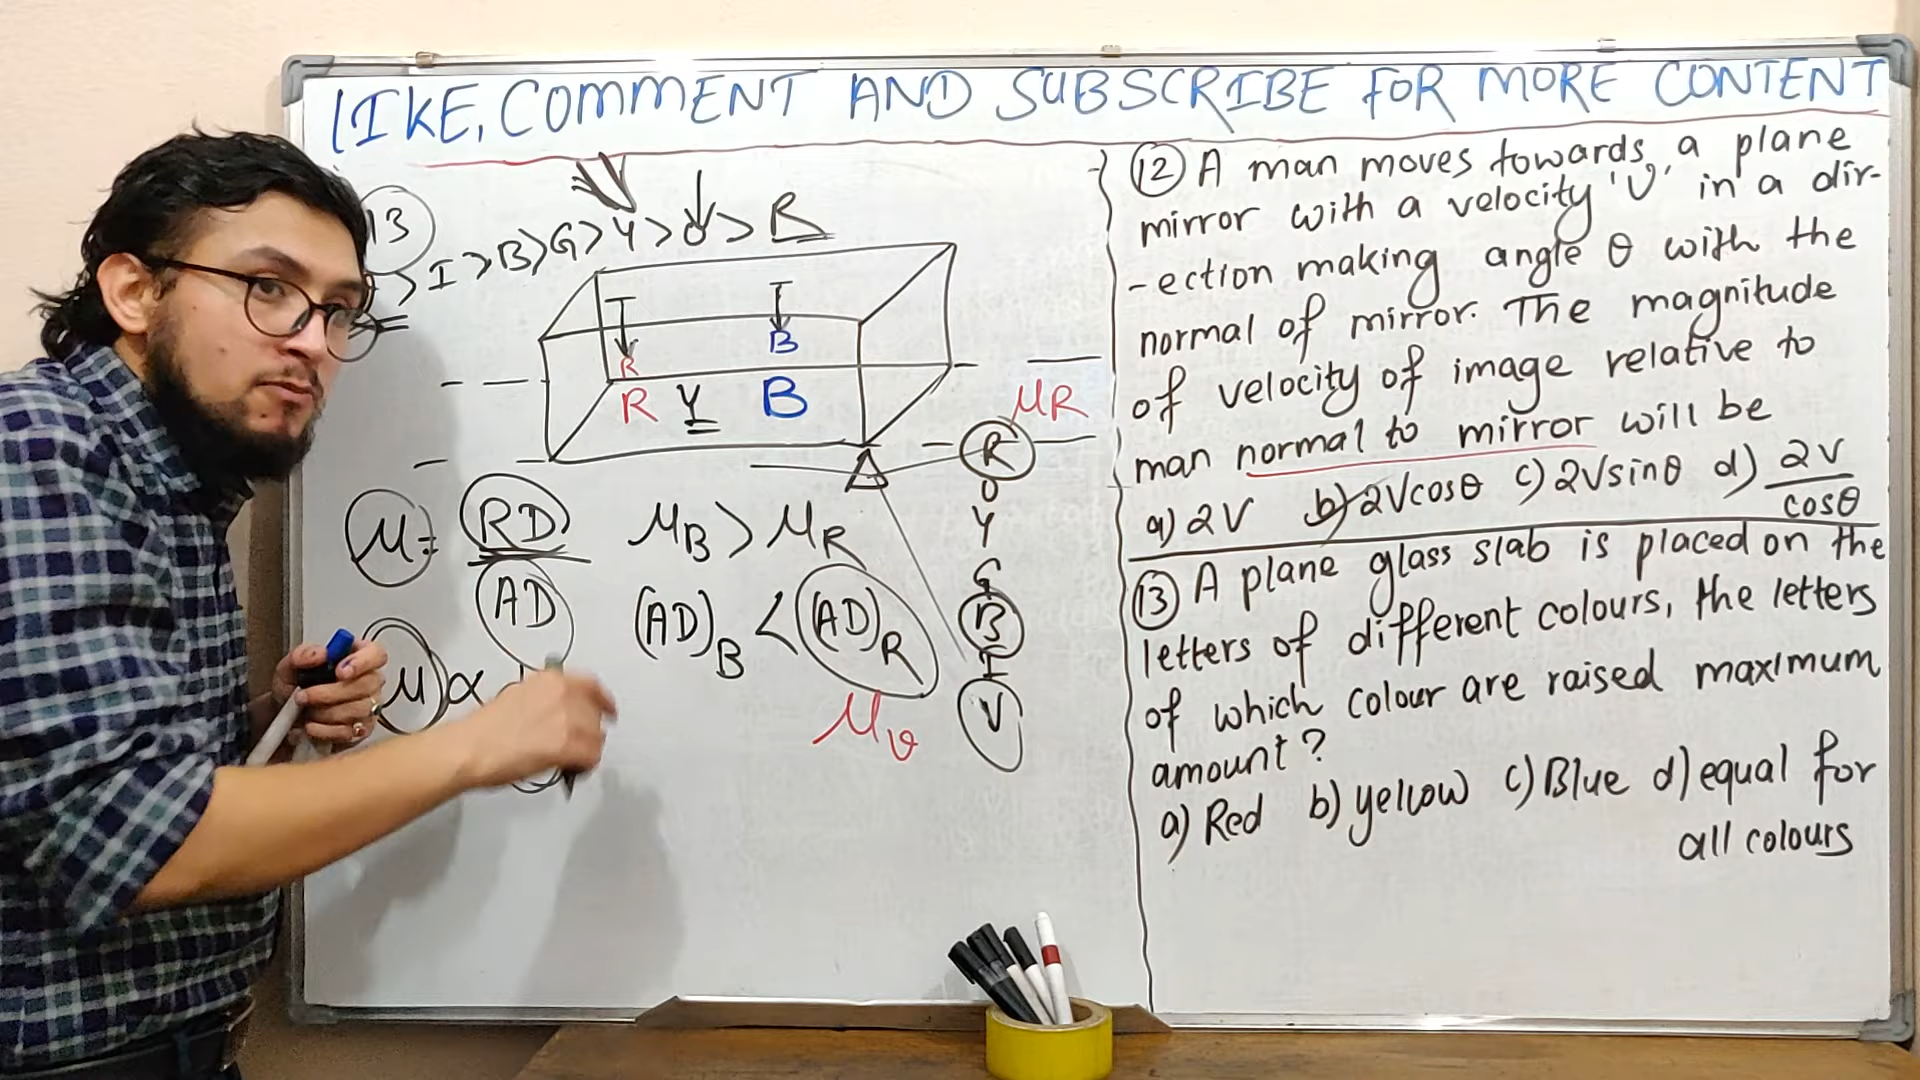 LIKE, COMMENT AND SUBSCRIBE FOR MORE CONTENT
13
> I > B > G > Y > O > R
R
B
R Y B
μ = RD
AD
μB > μR
(AD)B < (AD)R
μ ∝
μv
μR
R
O
Y
G
B
I
V
12 A man moves towards a plane
mirror with a velocity 'v' in a dir-
-ection making angle θ with the
normal of mirror. The magnitude
of velocity of image relative to
man normal to mirror will be
a) 2V b) 2Vcosθ c) 2Vsinθ d) 2V/cosθ
13 A plane glass slab is placed on the
letters of different colours, the letters
of which colour are raised maximum
amount?
a) Red b) yellow c) Blue d) equal for
all colours